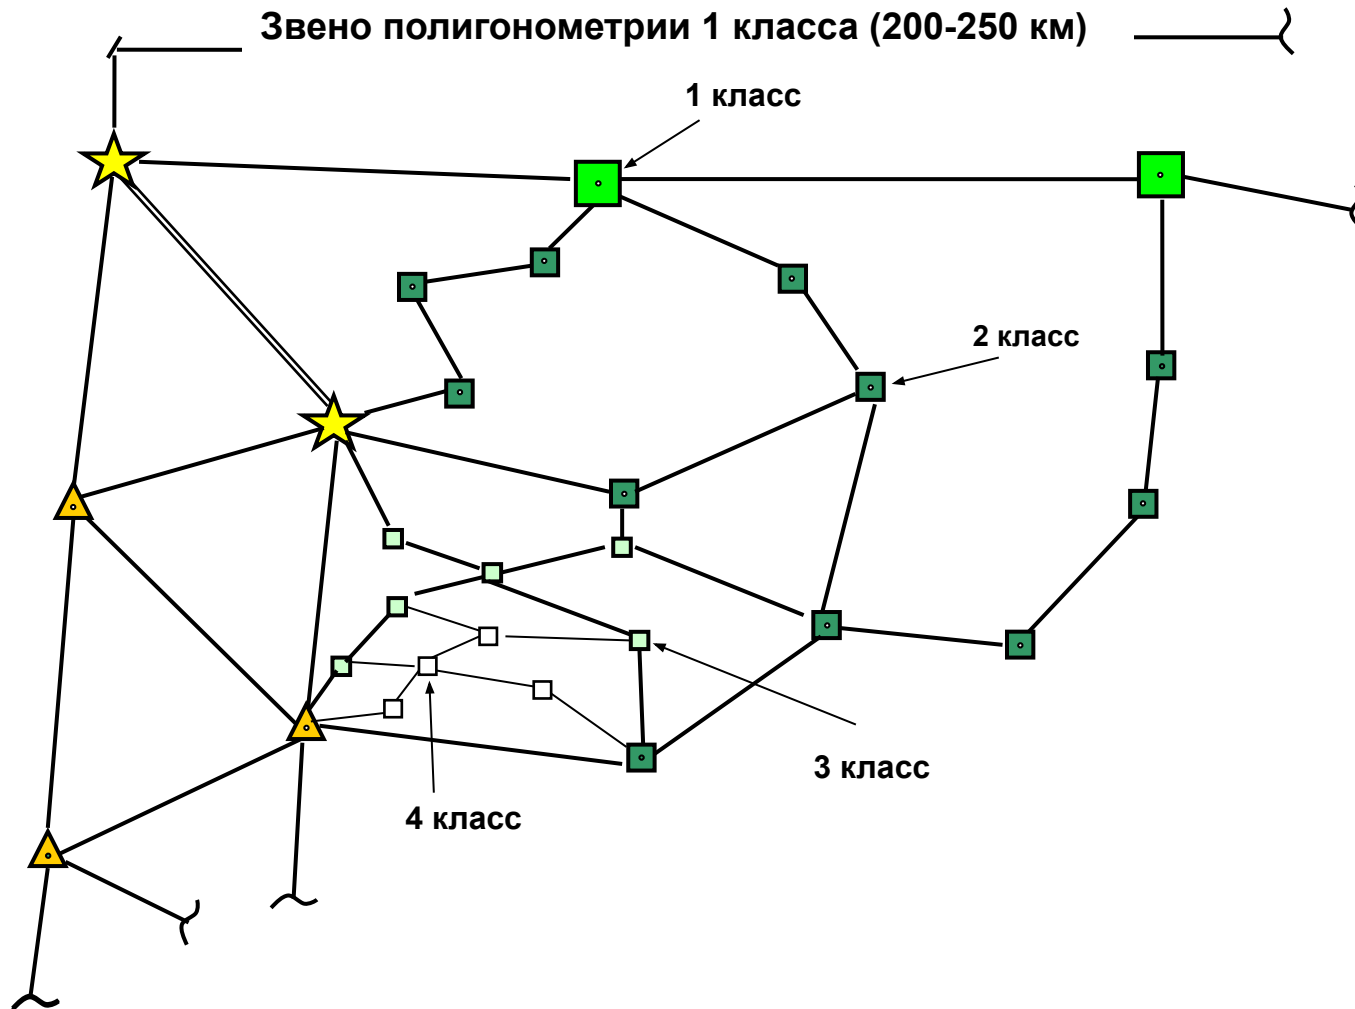 Звено полигонометрии 1 класса (200-250 км)
1 класс
2 класс
3 класс
4 класс